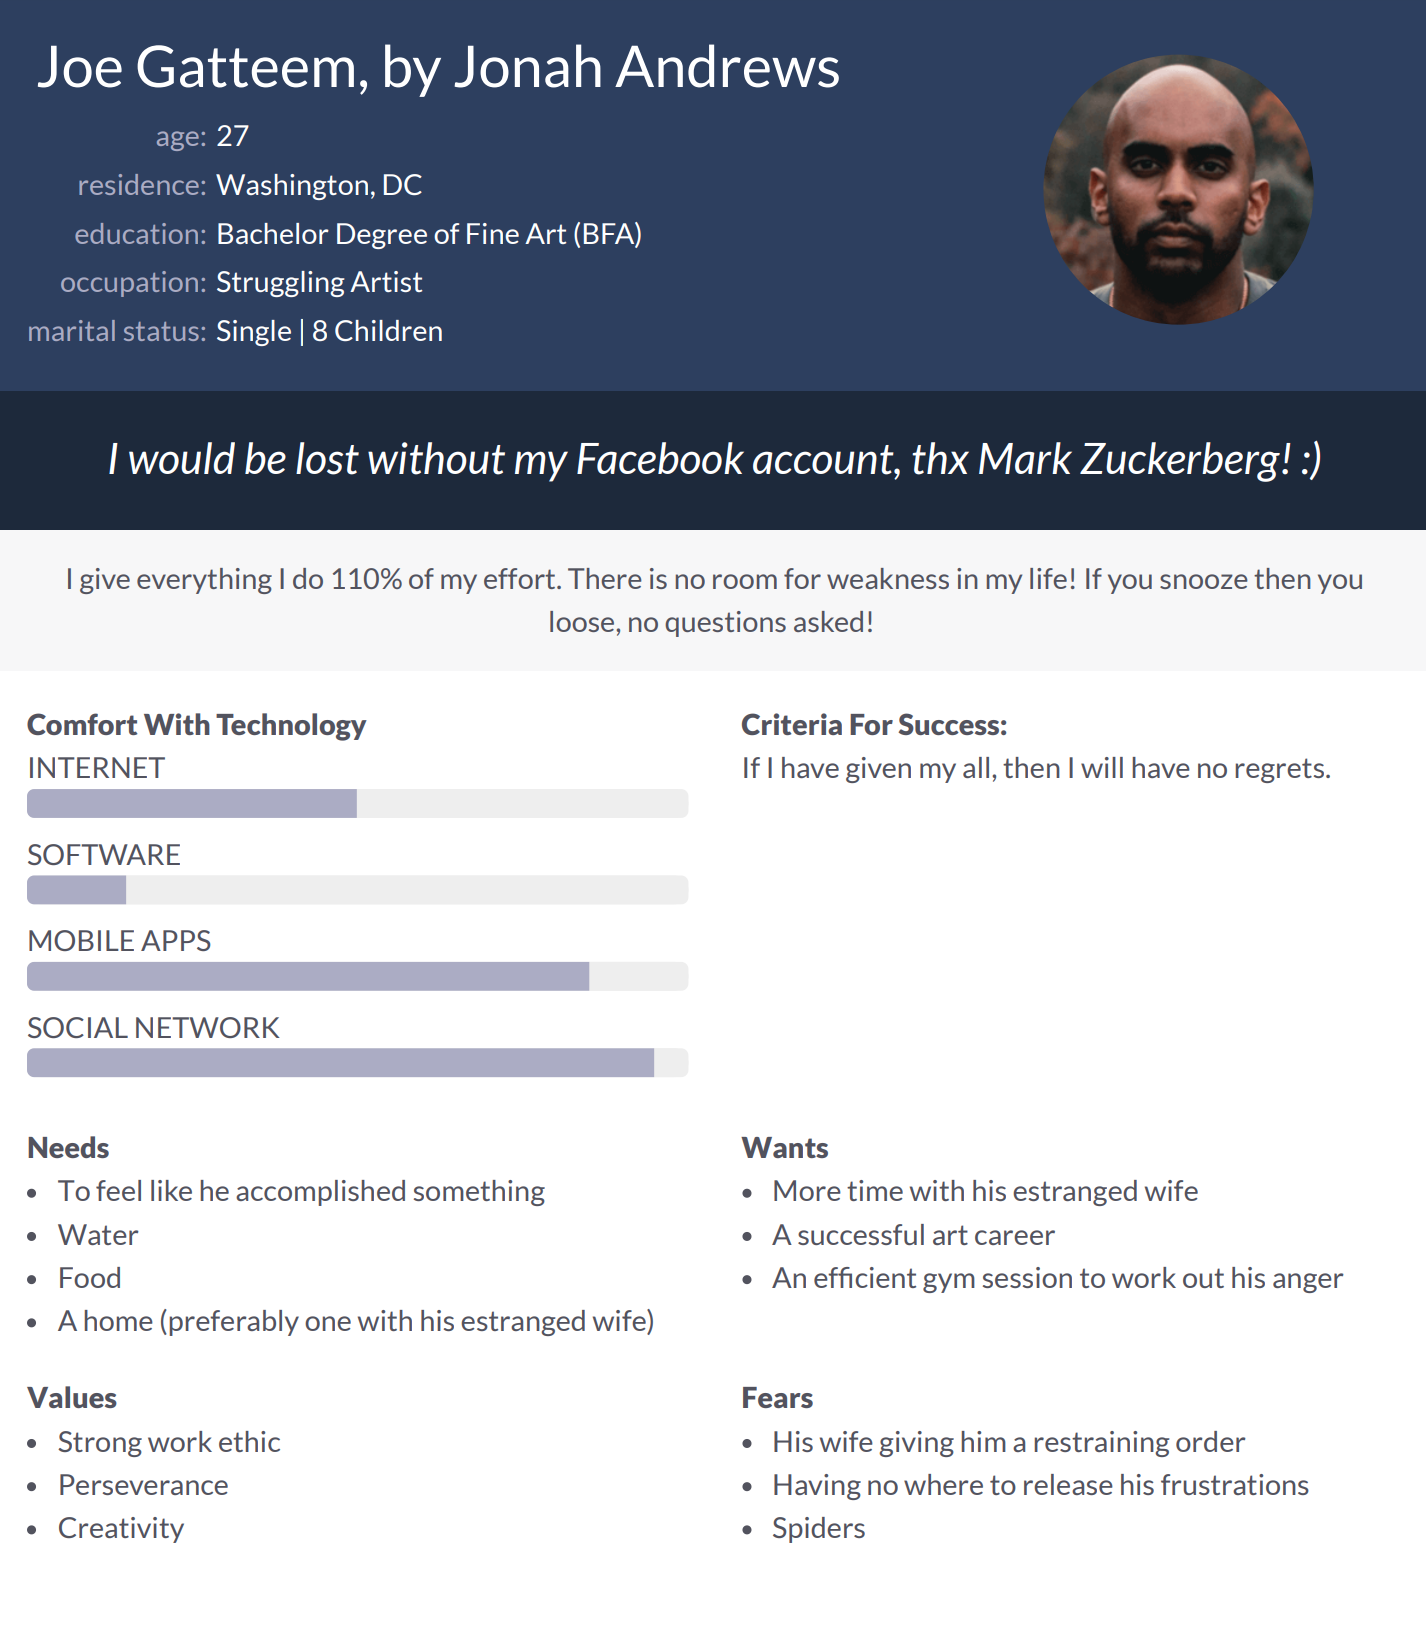 Joe Gatteem, by Jonah Andrews
age: 27
residence: Washington, DC
education: Bachelor Degree of Fine Art (BFA)
occupation: Struggling Artist
marital status: Single | 8 Children
I would be lost without my Facebook account, thx Mark Zuckerberg! :)
I give everything I do 110% of my effort. There is no room for weakness in my life! If you snooze then you
loose, no questions asked!
Comfort With Technology
INTERNET
SOFTWARE
MOBILE APPS
SOCIAL NETWORK
Criteria For Success:
If I have given my all, then I will have no regrets.
Needs
• To feel like he accomplished something
• Water
• Food
• A home (preferably one with his estranged wife)
Wants
• More time with his estranged wife
• A successful art career
• An efficient gym session to work out his anger
Values
• Strong work ethic
• Perseverance
• Creativity
Fears
• His wife giving him a restraining order
• Having no where to release his frustrations
• Spiders